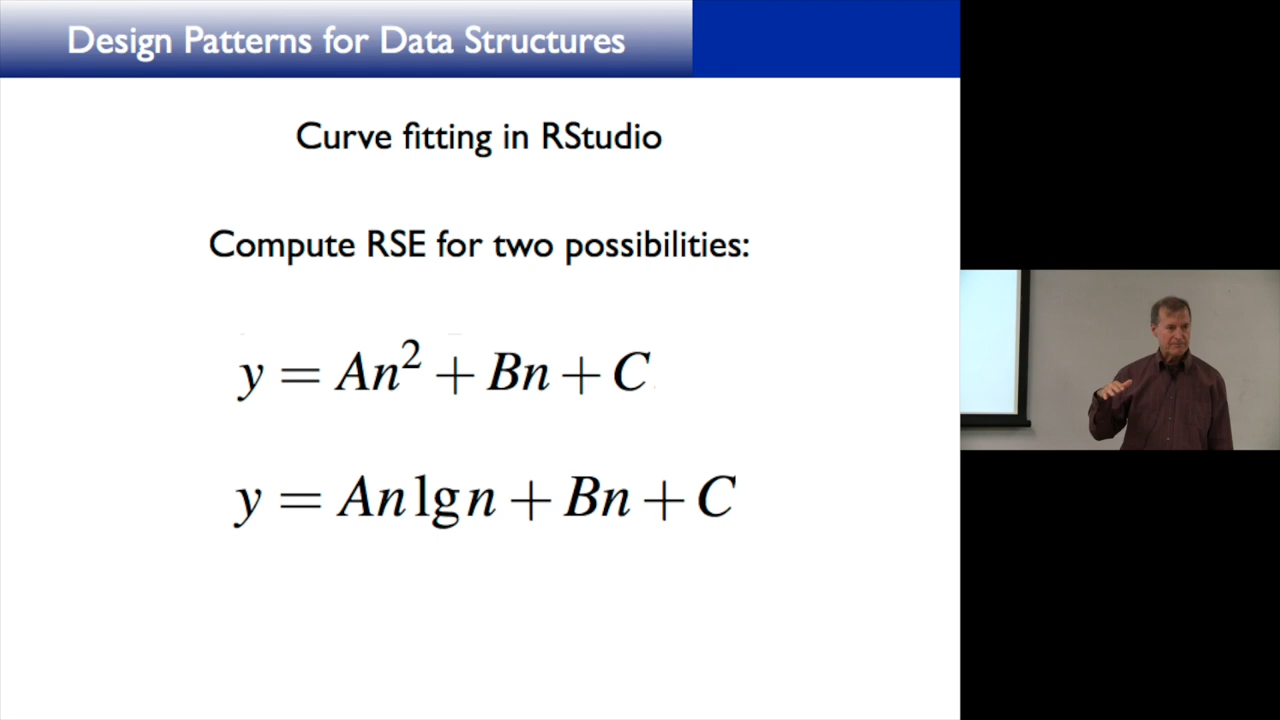 Design Patterns for Data Structures
Curve fitting in RStudio
Compute RSE for two possibilities:
y = An² + Bn + C
y = An lg n + Bn + C